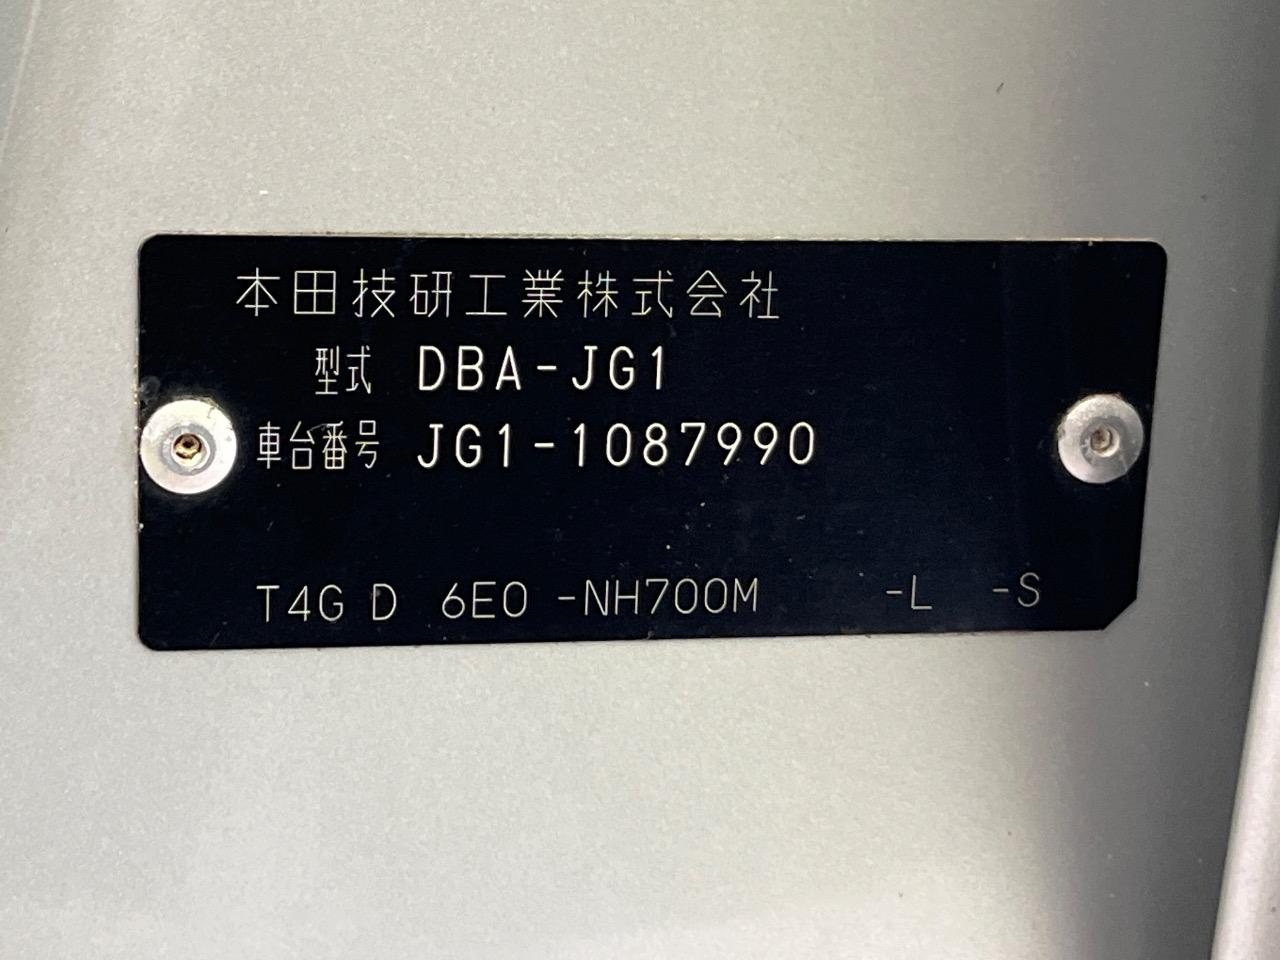 本田技研工業株式会社
型式 DBA-JG1
車台番号 JG1-1087990
T4G D 6E0 -NH700M -L -S